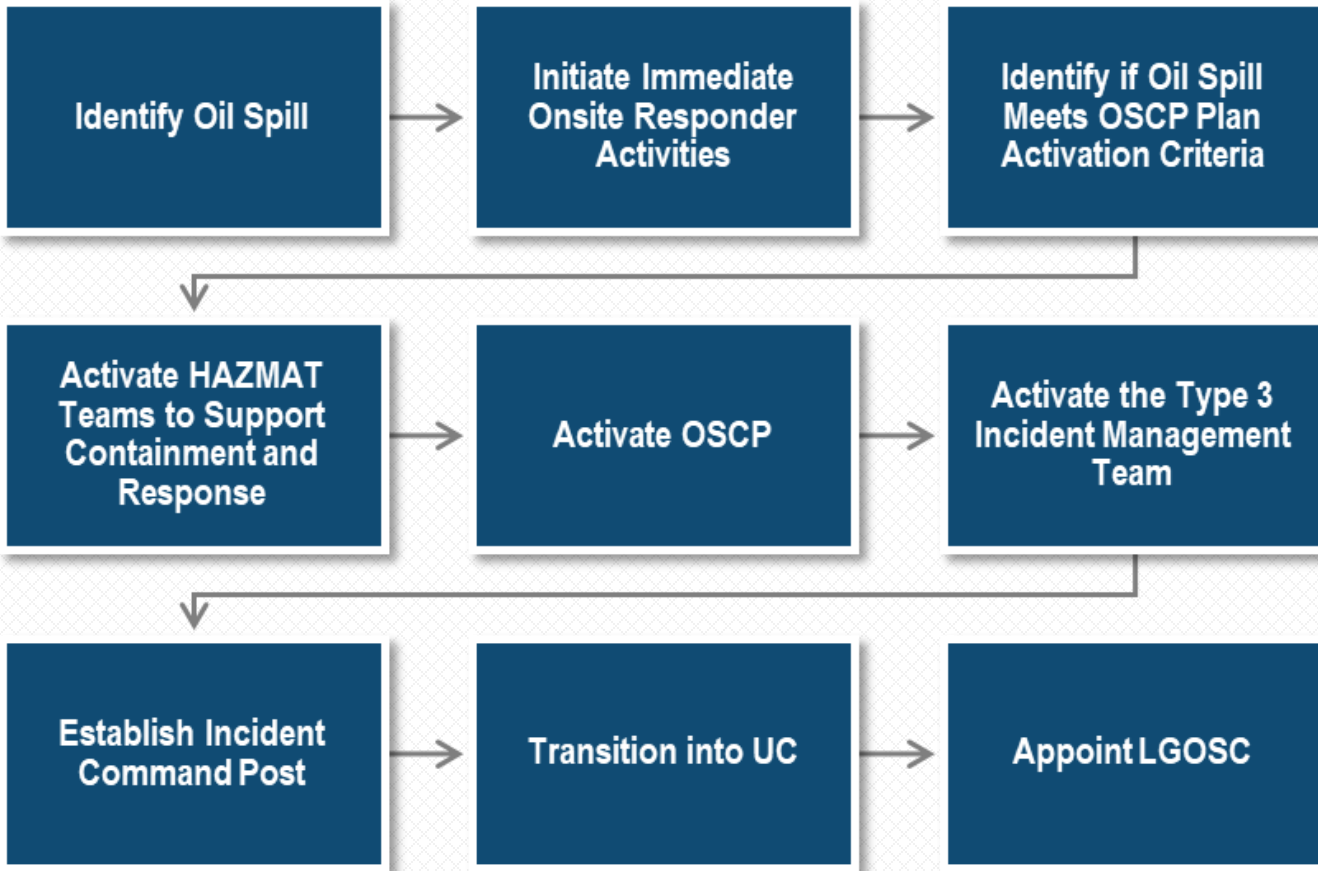 Identify Oil Spill
Initiate Immediate
Onsite Responder
Activities
Identify if Oil Spill
Meets OSCP Plan
Activation Criteria
Activate HAZMAT
Teams to Support
Containment and
Response
Activate OSCP
Activate the Type 3
Incident Management
Team
Establish Incident
Command Post
Transition into UC
Appoint LGOSC